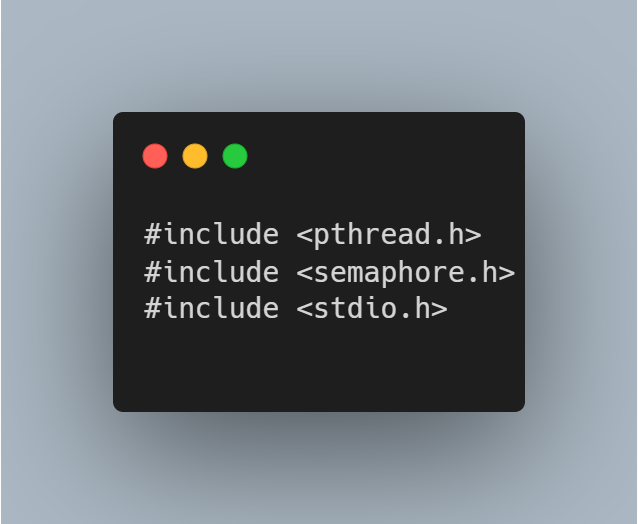 #include <pthread.h>
#include <semaphore.h>
#include <stdio.h>